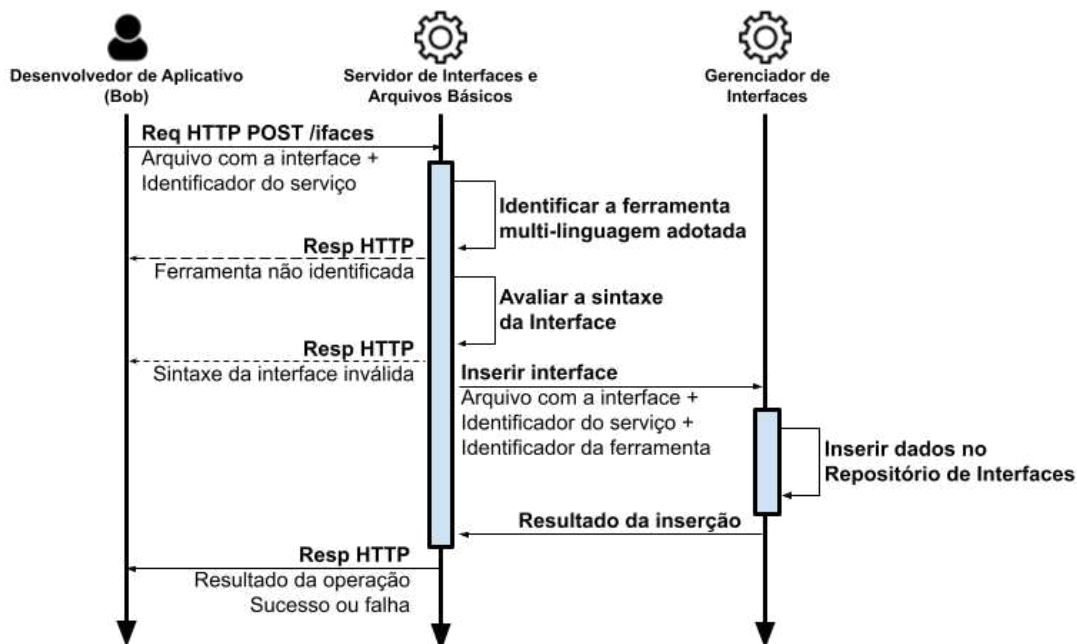 Desenvolvedor de Aplicativo
(Bob)
Servidor de Interfaces e
Arquivos Básicos
Gerenciador de
Interfaces
Req HTTP POST /ifaces
Arquivo com a interface +
Identificador do serviço
Identificar a ferramenta
multi-linguagem adotada
Resp HTTP
Ferramenta não identificada
Avaliar a sintaxe
da Interface
Resp HTTP
Sintaxe da interface inválida
Inserir interface
Arquivo com a interface +
Identificador do serviço +
Identificador da ferramenta
Inserir dados no
Repositório de Interfaces
Resultado da inserção
Resp HTTP
Resultado da operação
Sucesso ou falha